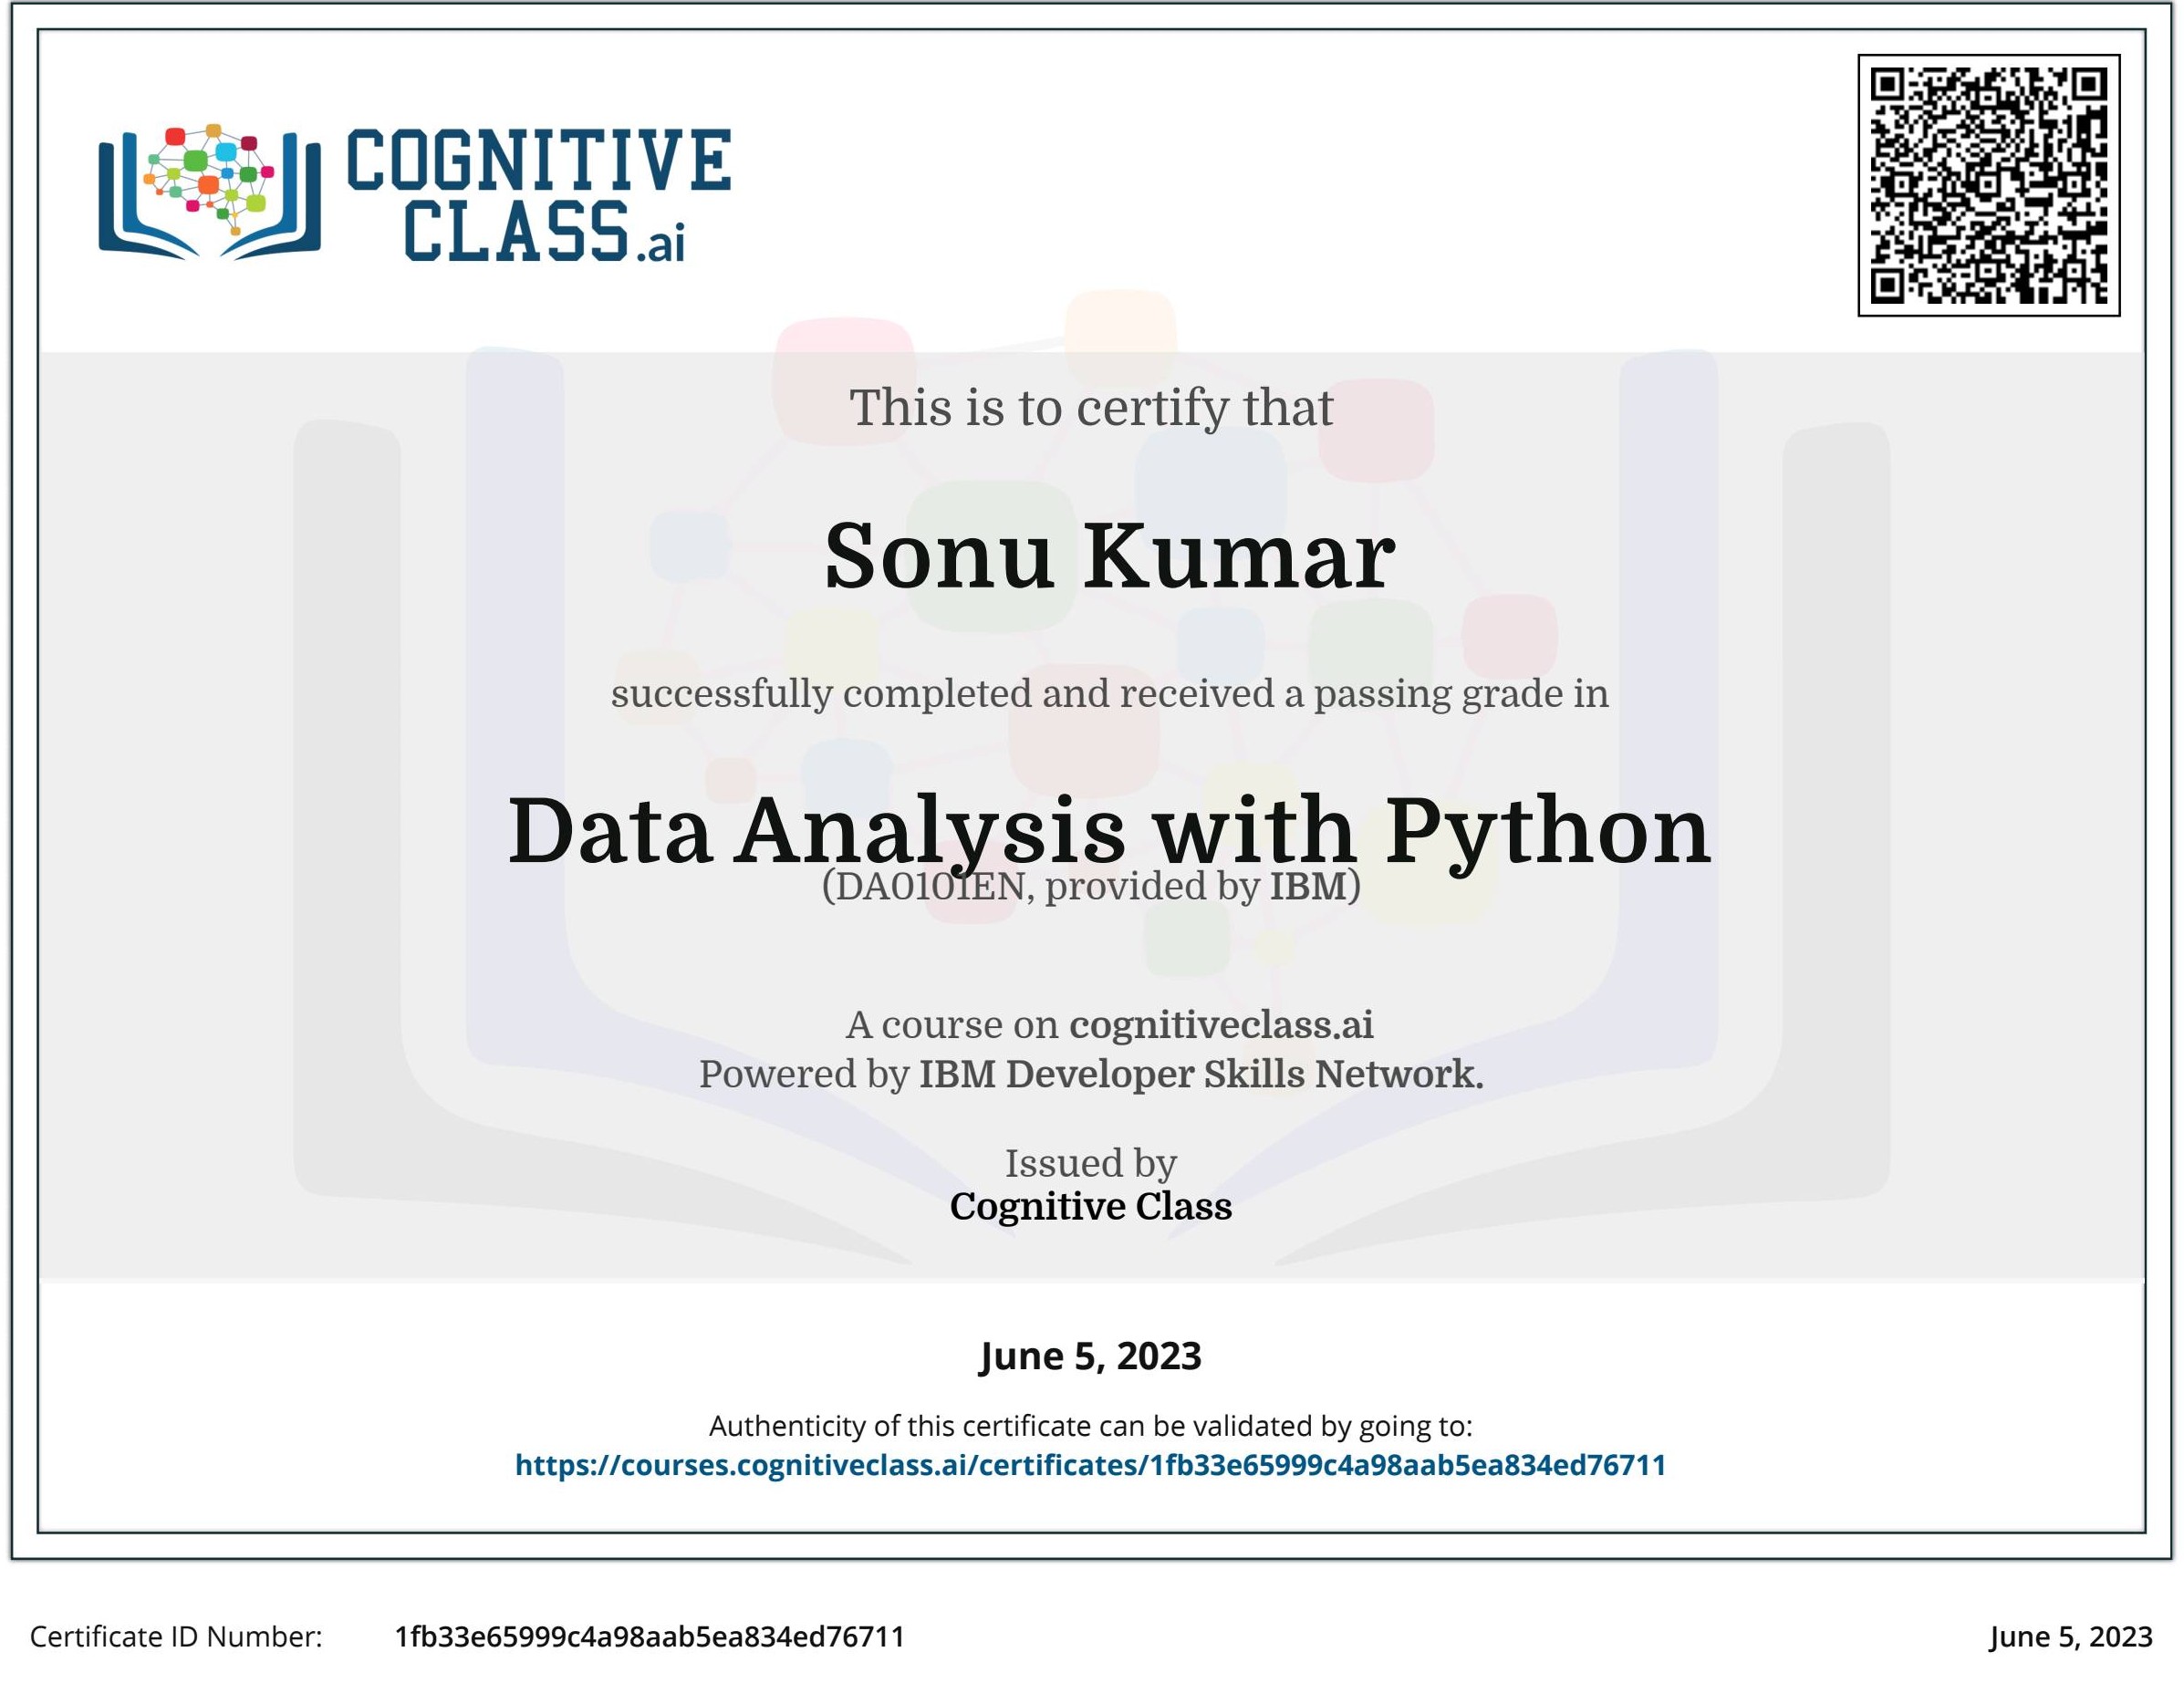 COGNITIVE
CLASS.ai
This is to certify that
Sonu Kumar
successfully completed and received a passing grade in
Data Analysis with Python
(DA0101EN, provided by IBM)
A course on cognitiveclass.ai
Powered by IBM Developer Skills Network.
Issued by
Cognitive Class
June 5, 2023
Authenticity of this certificate can be validated by going to:
https://courses.cognitiveclass.ai/certificates/1fb33e65999c4a98aab5ea834ed76711
Certificate ID Number: 1fb33e65999c4a98aab5ea834ed76711 June 5, 2023